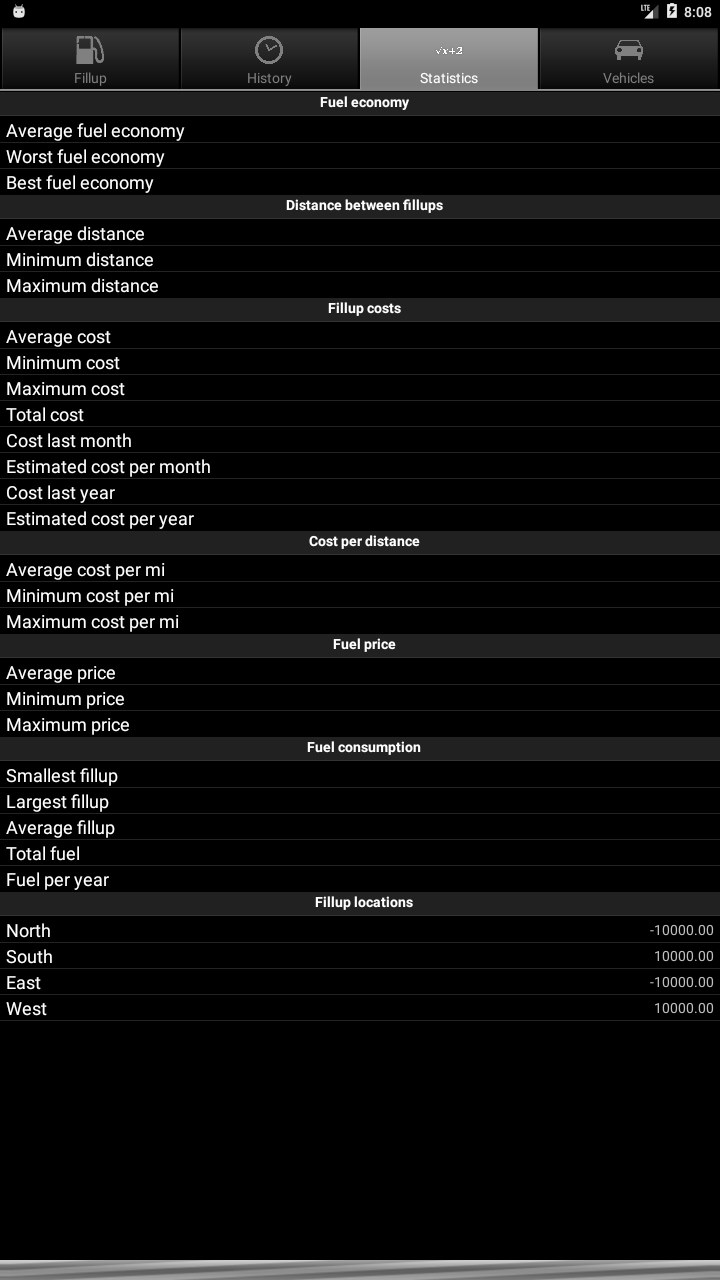 LTE 8:08
Fillup History √x+2 Statistics Vehicles
Fuel economy
Average fuel economy
Worst fuel economy
Best fuel economy
Distance between fillups
Average distance
Minimum distance
Maximum distance
Fillup costs
Average cost
Minimum cost
Maximum cost
Total cost
Cost last month
Estimated cost per month
Cost last year
Estimated cost per year
Cost per distance
Average cost per mi
Minimum cost per mi
Maximum cost per mi
Fuel price
Average price
Minimum price
Maximum price
Fuel consumption
Smallest fillup
Largest fillup
Average fillup
Total fuel
Fuel per year
Fillup locations
North -10000.00
South 10000.00
East -10000.00
West 10000.00